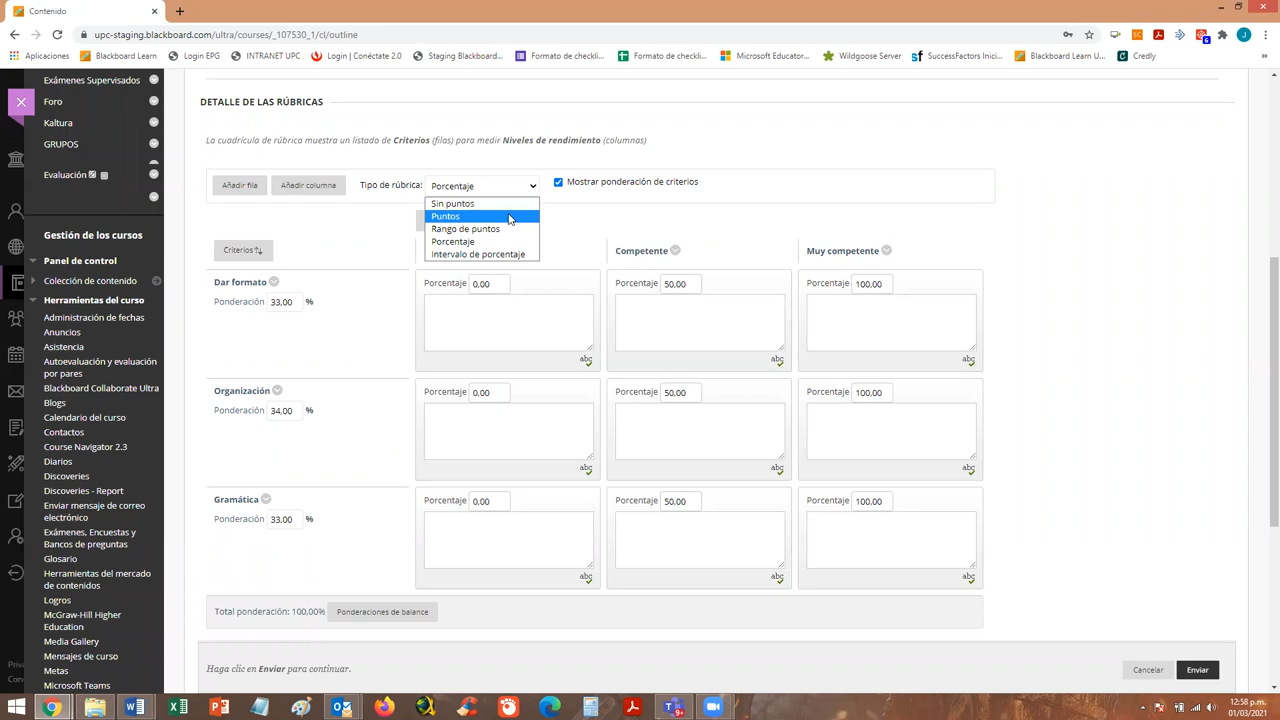 Contenido
upc-staging.blackboard.com/ultra/courses/_107530_1/cl/outline
Aplicaciones Blackboard Learn Login EPG INTRANET UPC Login |:Conéctate 2.0 Staging Blackboard... Formato de checkli... Formato de checkli... Microsoft Educator... Wildgoose Server SuccessFactors Inici... Blackboard Learn U... Credly
Exámenes Supervisados
Foro
Kaltura
GRUPOS
Evaluación
Gestión de los cursos
Panel de control
Colección de contenido
Herramientas del curso
Administración de fechas
Anuncios
Asistencia
Autoevaluación y evaluación
por pares
Blackboard Collaborate Ultra
Blogs
Calendario del curso
Contactos
Course Navigator 2.3
Diarios
Discoveries
Discoveries - Report
Enviar mensaje de correo
electrónico
Exámenes, Encuestas y
Bancos de preguntas
Glosario
Herramientas del mercado
de contenidos
Logros
McGraw-Hill Higher
Education
Media Gallery
Mensajes de curso
Metas
Microsoft Teams
DETALLE DE LAS RÚBRICAS
La cuadrícula de rúbrica muestra un listado de Criterios (filas) para medir Niveles de rendimiento (columnas)
Añadir fila Añadir columna Tipo de rúbrica: Porcentaje Mostrar ponderación de criterios
Sin puntos
Puntos
Rango de puntos
Porcentaje
Intervalo de porcentaje
Criterios Competente Muy competente
Dar formato Porcentaje 0,00 Porcentaje 50,00 Porcentaje 100,00
Ponderación 33,00 %
abc abc abc
Organización Porcentaje 0,00 Porcentaje 50,00 Porcentaje 100,00
Ponderación 34,00 %
abc abc abc
Gramática Porcentaje 0,00 Porcentaje 50,00 Porcentaje 100,00
Ponderación 33,00 %
abc abc abc
Total ponderación: 100,00% Ponderaciones de balance
Haga clic en Enviar para continuar. Cancelar Enviar
12:58 p.m.
01/03/2021